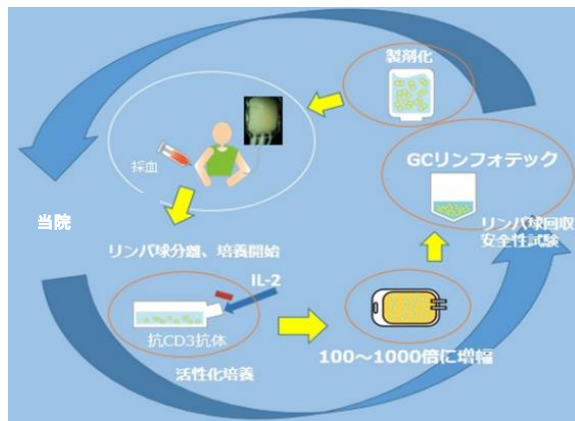 製剤化
採血
GCリンフォテック
当院
リンパ球回収
安全性試験
リンパ球分離、培養開始
IL-2
抗CD3抗体
100～1000倍に増幅
活性化培養